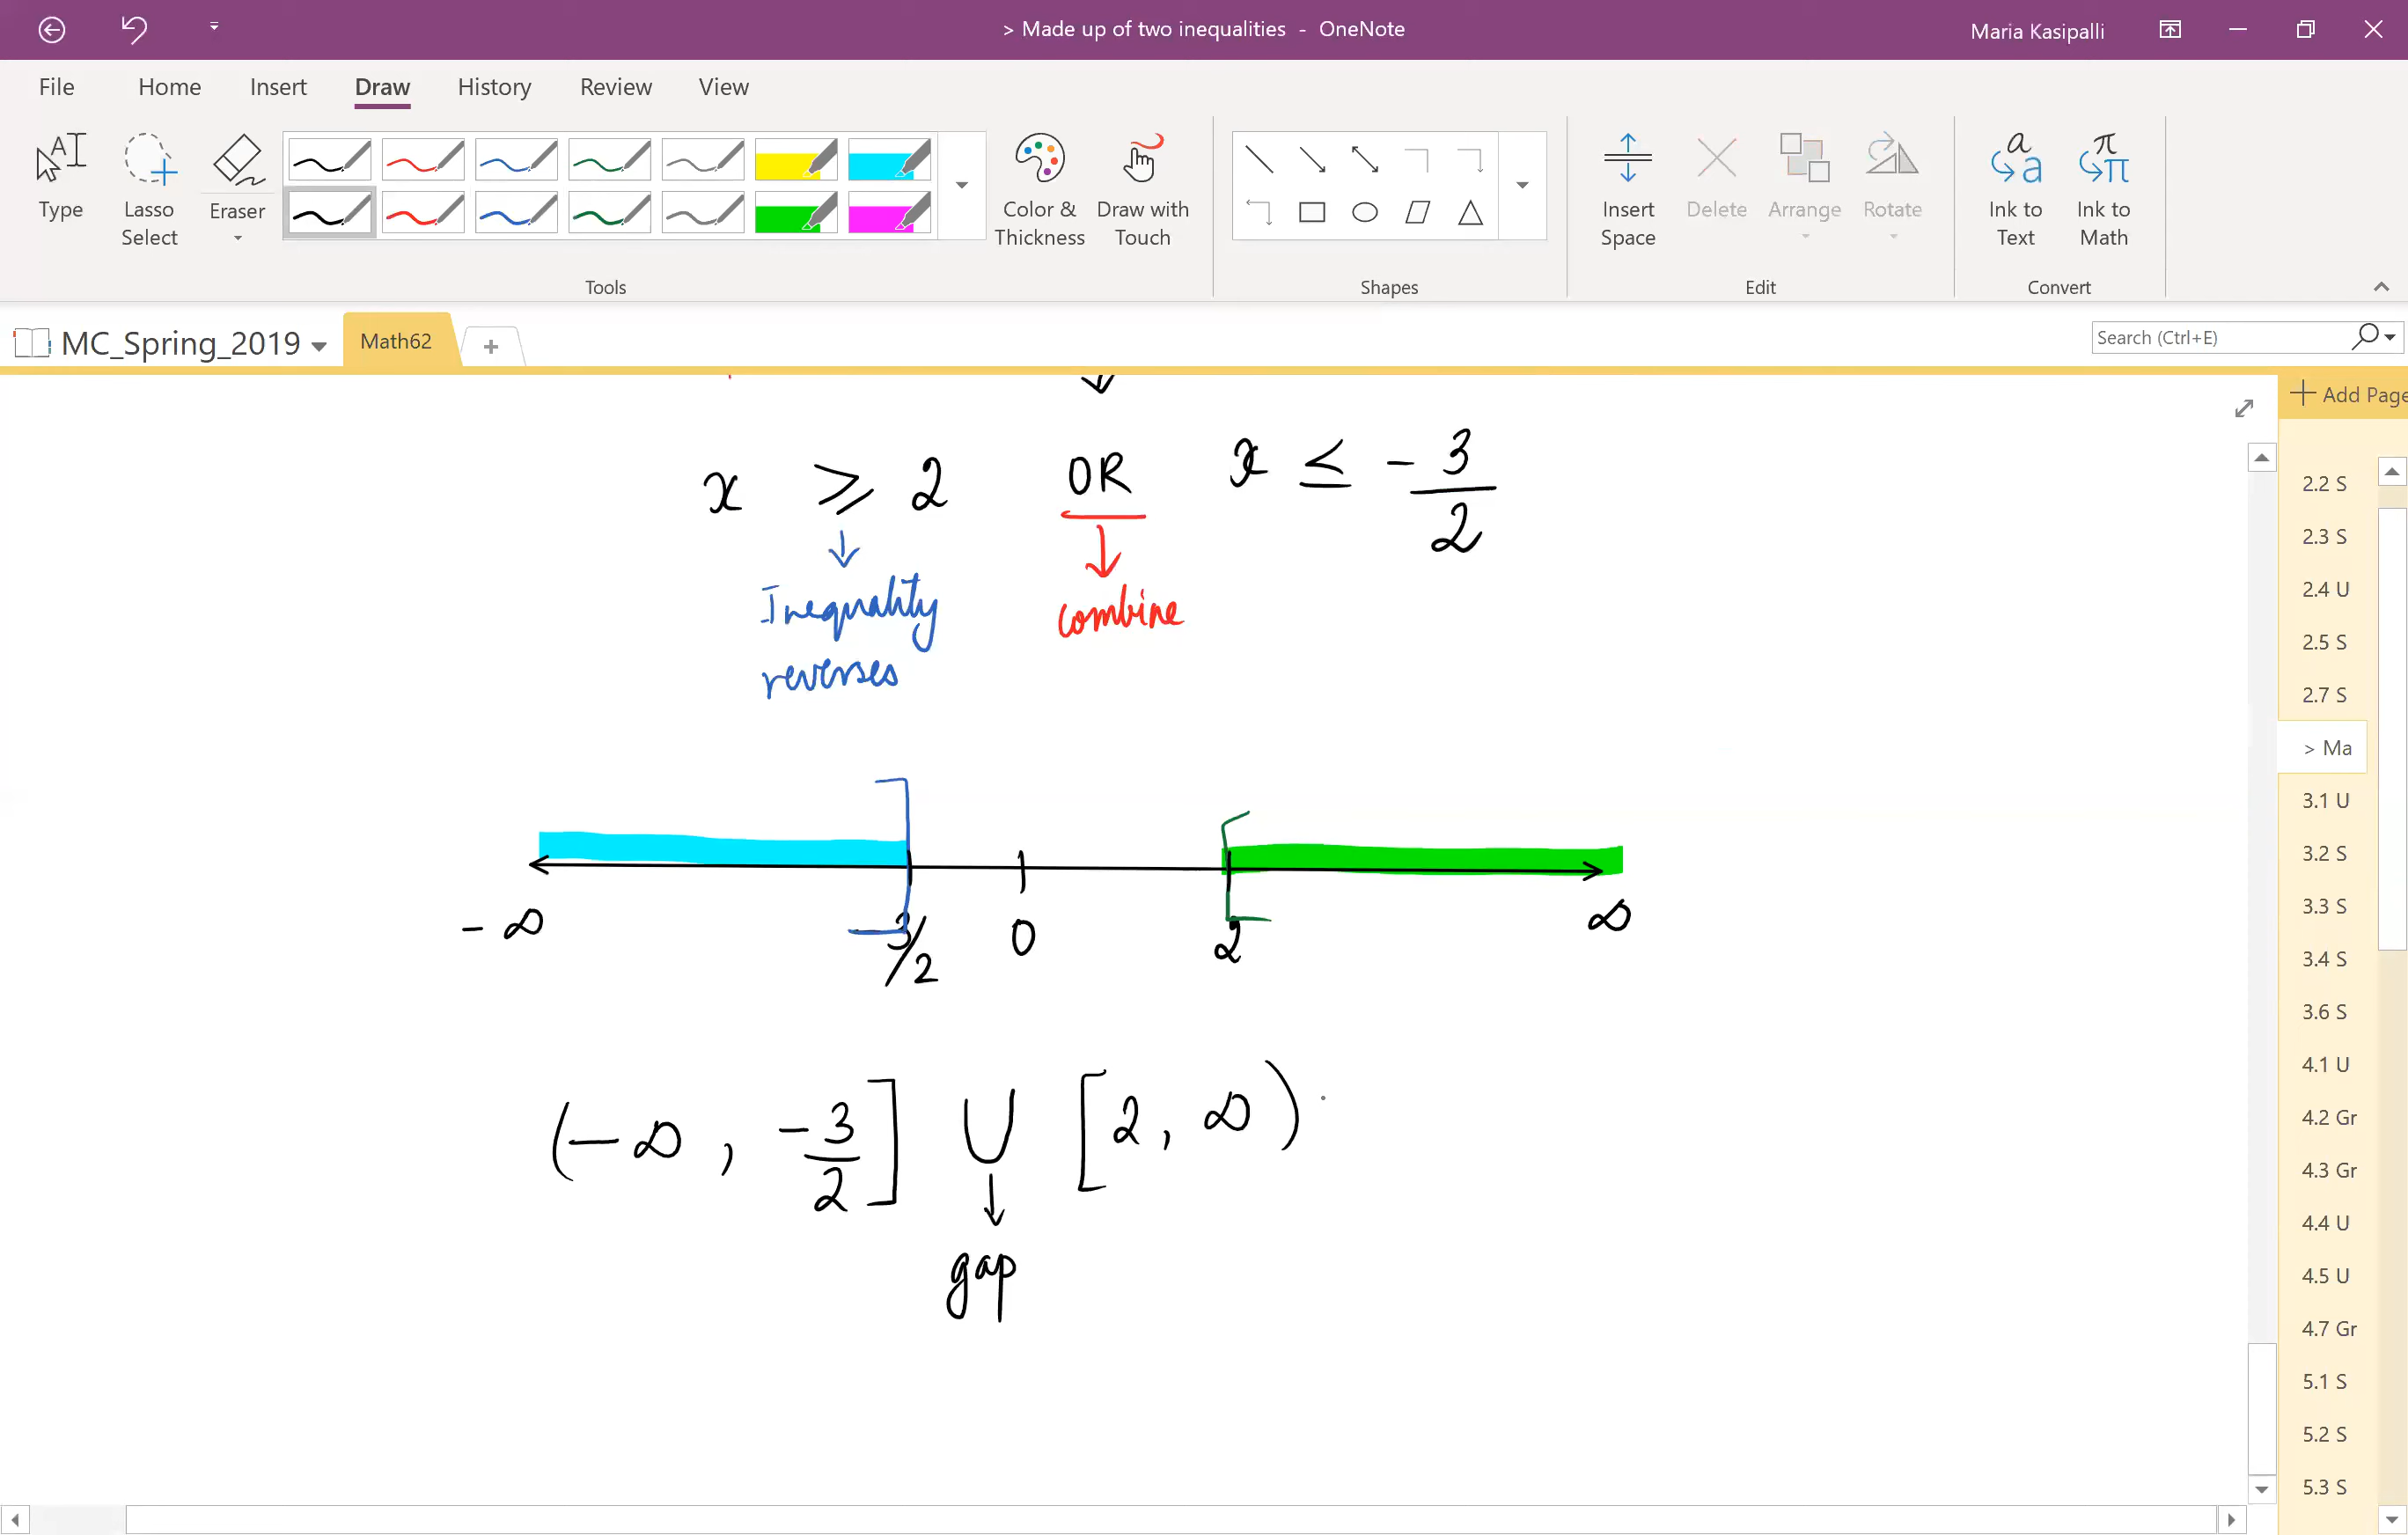 > Made up of two inequalities - OneNote
Maria Kasipalli
File Home Insert Draw History Review View
Type
Lasso Select
Eraser
Color & Thickness
Draw with Touch
Insert Space
Delete
Arrange
Rotate
Ink to Text
Ink to Math
Tools
Shapes
Edit
Convert
MC_Spring_2019
Math62
Search (Ctrl+E)
Add Page
2.2 S
2.3 S
2.4 U
2.5 S
2.7 S
> Ma
3.1 U
3.2 S
3.3 S
3.4 S
3.6 S
4.1 U
4.2 Gr
4.3 Gr
4.4 U
4.5 U
4.7 Gr
5.1 S
5.2 S
5.3 S
x ≥ 2 OR x ≤ -3/2
Inequality
reverses
combine
-∞ -3/2 0 2 ∞
(-∞, -3/2] ∪ [2, ∞)
gap